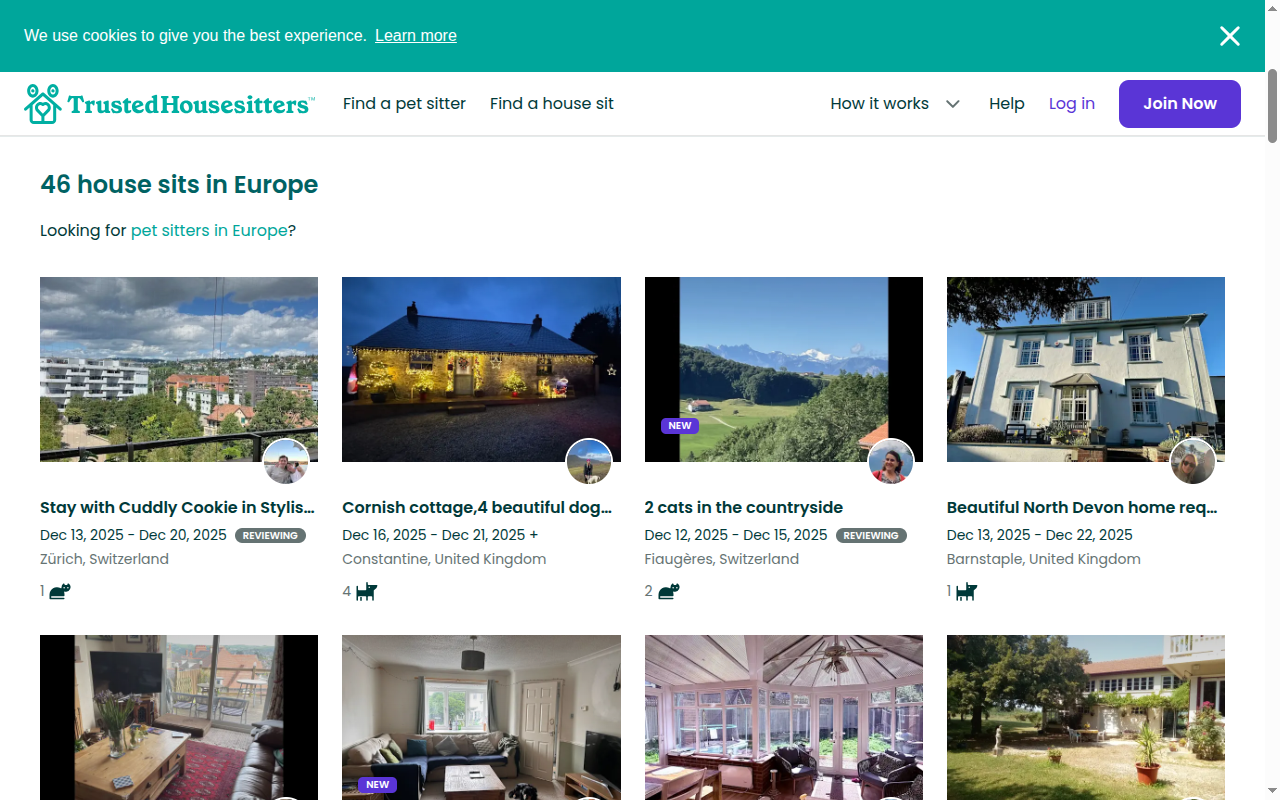 We use cookies to give you the best experience. Learn more
TrustedHousesitters™
Find a pet sitter
Find a house sit
How it works
Help
Log in
Join Now
46 house sits in Europe
Looking for pet sitters in Europe?
NEW
Stay with Cuddly Cookie in Stylis...
Dec 13, 2025 - Dec 20, 2025 REVIEWING
Zürich, Switzerland
1
Cornish cottage,4 beautiful dog...
Dec 16, 2025 - Dec 21, 2025 +
Constantine, United Kingdom
4
2 cats in the countryside
Dec 12, 2025 - Dec 15, 2025 REVIEWING
Fiaugères, Switzerland
2
Beautiful North Devon home req...
Dec 13, 2025 - Dec 22, 2025
Barnstaple, United Kingdom
1
NEW